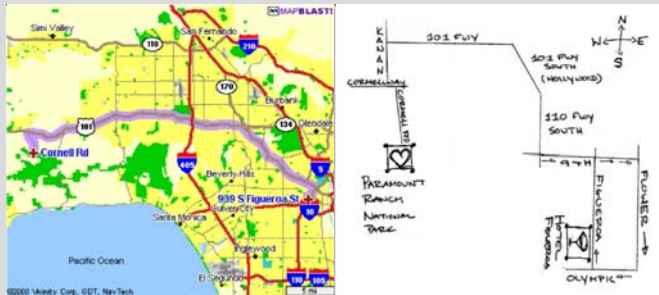 MAPBLAST!
Simi Valley
118
San Fernando
210
170
Burbank
134
Glendale
101
Cornell Rd
405
5
Beverly Hills
939 S Figueroa St
Culver City
10
Santa Monica
Inglewood
Pacific Ocean
El Segundo
110
105
©2000 Vicinity Corp, GDT, NavTech
5 mi
KANAN
101 FWY
N
W
E
S
101 FWY
SOUTH
(HOLLYWOOD)
CORNELLWAY
CORNELL RD
110 FWY
SOUTH
PARAMOUNT
RANCH
NATIONAL
PARK
9th
FIGUEROA
FLOWER
HOTEL
FIGUEROA
OLYMPIC